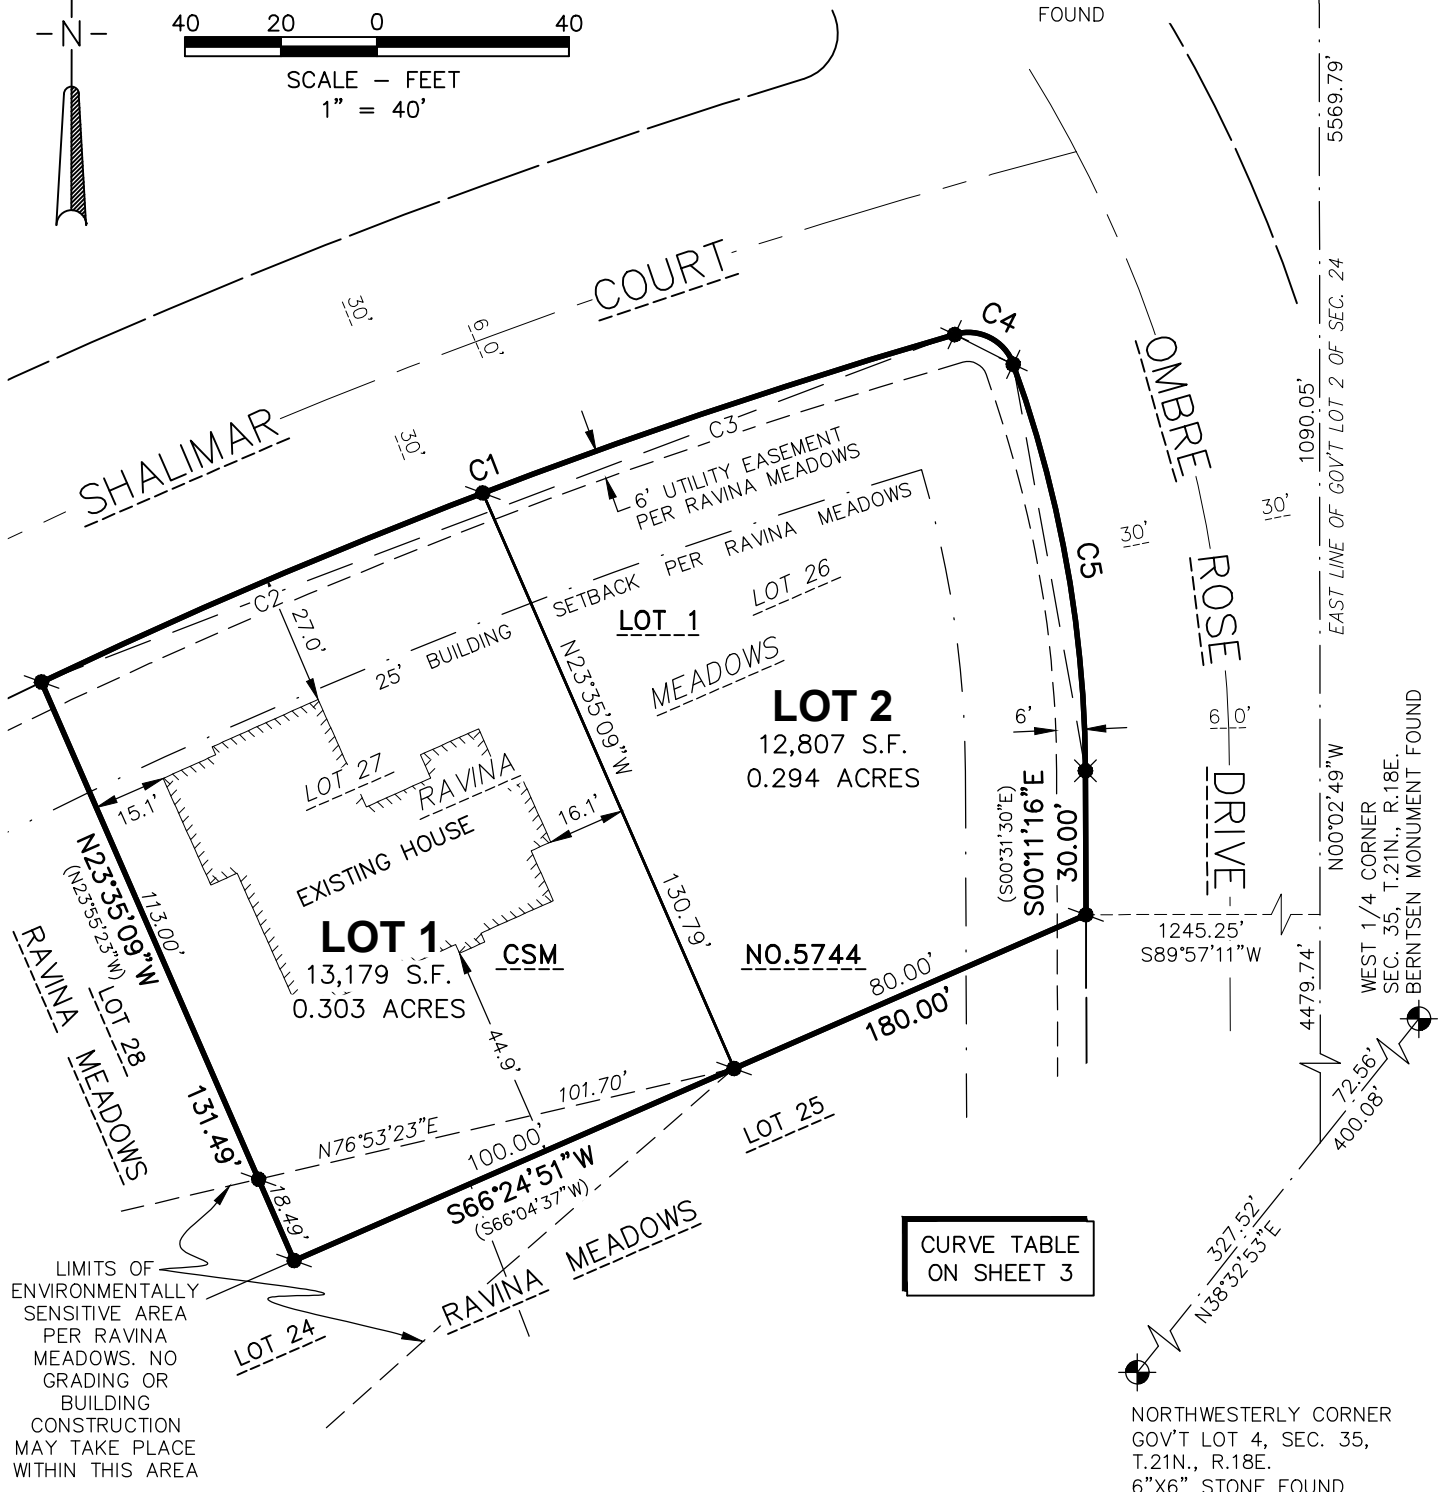 FOUND
-N-
40 20 0 40
SCALE – FEET
1" = 40'
5569.79'
EAST LINE OF GOV'T LOT 2 OF SEC. 24
1090.05'
SHALIMAR COURT
30'
60'
30'
OMBRE ROSE DRIVE
30'
30'
60'
C1
C2
C3
C4
C5
6' UTILITY EASEMENT
PER RAVINA MEADOWS
25' BUILDING SETBACK PER RAVINA MEADOWS
LOT 26
LOT 1
MEADOWS
27.0'
N23°35'09"W
LOT 2
12,807 S.F.
0.294 ACRES
6'
LOT 27
RAVINA
15.1'
16.1'
EXISTING HOUSE
N23°35'09"W
(N23°55'23"W)
113.00'
130.79'
(S00°31'30"E)
S00°11'16"E
30.00'
N00°02'49"W
WEST 1/4 CORNER
SEC. 35, T.21N., R.18E.
BERNTSEN MONUMENT FOUND
LOT 1
13,179 S.F.
0.303 ACRES
CSM NO.5744
80.00'
180.00'
1245.25'
S89°57'11"W
4479.74'
LOT 28
RAVINA MEADOWS
44.9'
101.70'
N76°53'23"E
131.49'
18.49'
100.00'
S66°24'51"W
(S66°04'37"W)
LOT 25
72.56'
400.08'
327.52'
N38°32'53"E
RAVINA MEADOWS
CURVE TABLE
ON SHEET 3
LOT 24
LIMITS OF
ENVIRONMENTALLY
SENSITIVE AREA
PER RAVINA
MEADOWS. NO
GRADING OR
BUILDING
CONSTRUCTION
MAY TAKE PLACE
WITHIN THIS AREA
NORTHWESTERLY CORNER
GOV'T LOT 4, SEC. 35,
T.21N., R.18E.
6"X6" STONE FOUND